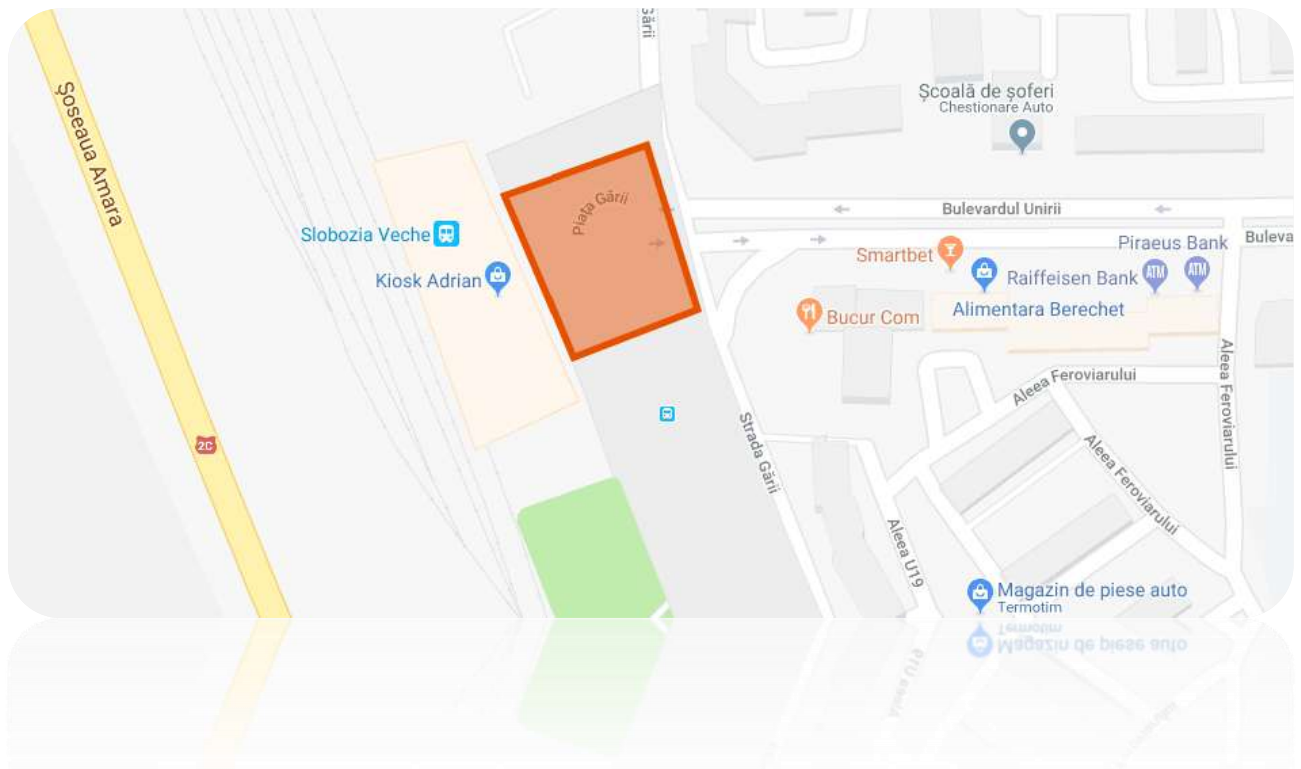 Gării
Șoseaua Amara
Școală de șoferi
Chestionare Auto
Piața Gării
Bulevardul Unirii
Slobozia Veche
Kiosk Adrian
Smartbet
Piraeus Bank
Buleva
Raiffeisen Bank
ATM
ATM
Alimentara Berechet
Bucur Com
Aleea Feroviarului
Aleea Feroviarului
Aleea Feroviarului
Strada Gării
2C
Aleea U19
Magazin de piese auto
Termotim